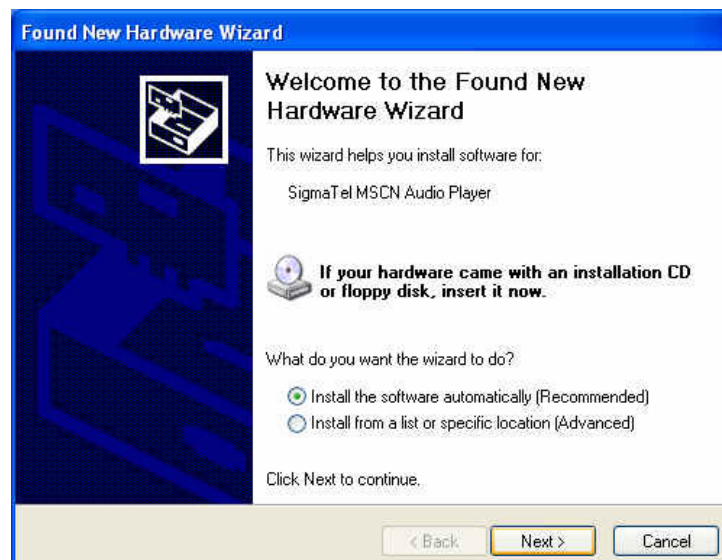 Found New Hardware Wizard
Welcome to the Found New
Hardware Wizard
This wizard helps you install software for:
SigmaTel MSCN Audio Player
If your hardware came with an installation CD
or floppy disk, insert it now.
What do you want the wizard to do?
Install the software automatically (Recommended)
Install from a list or specific location (Advanced)
Click Next to continue.
< Back
Next >
Cancel